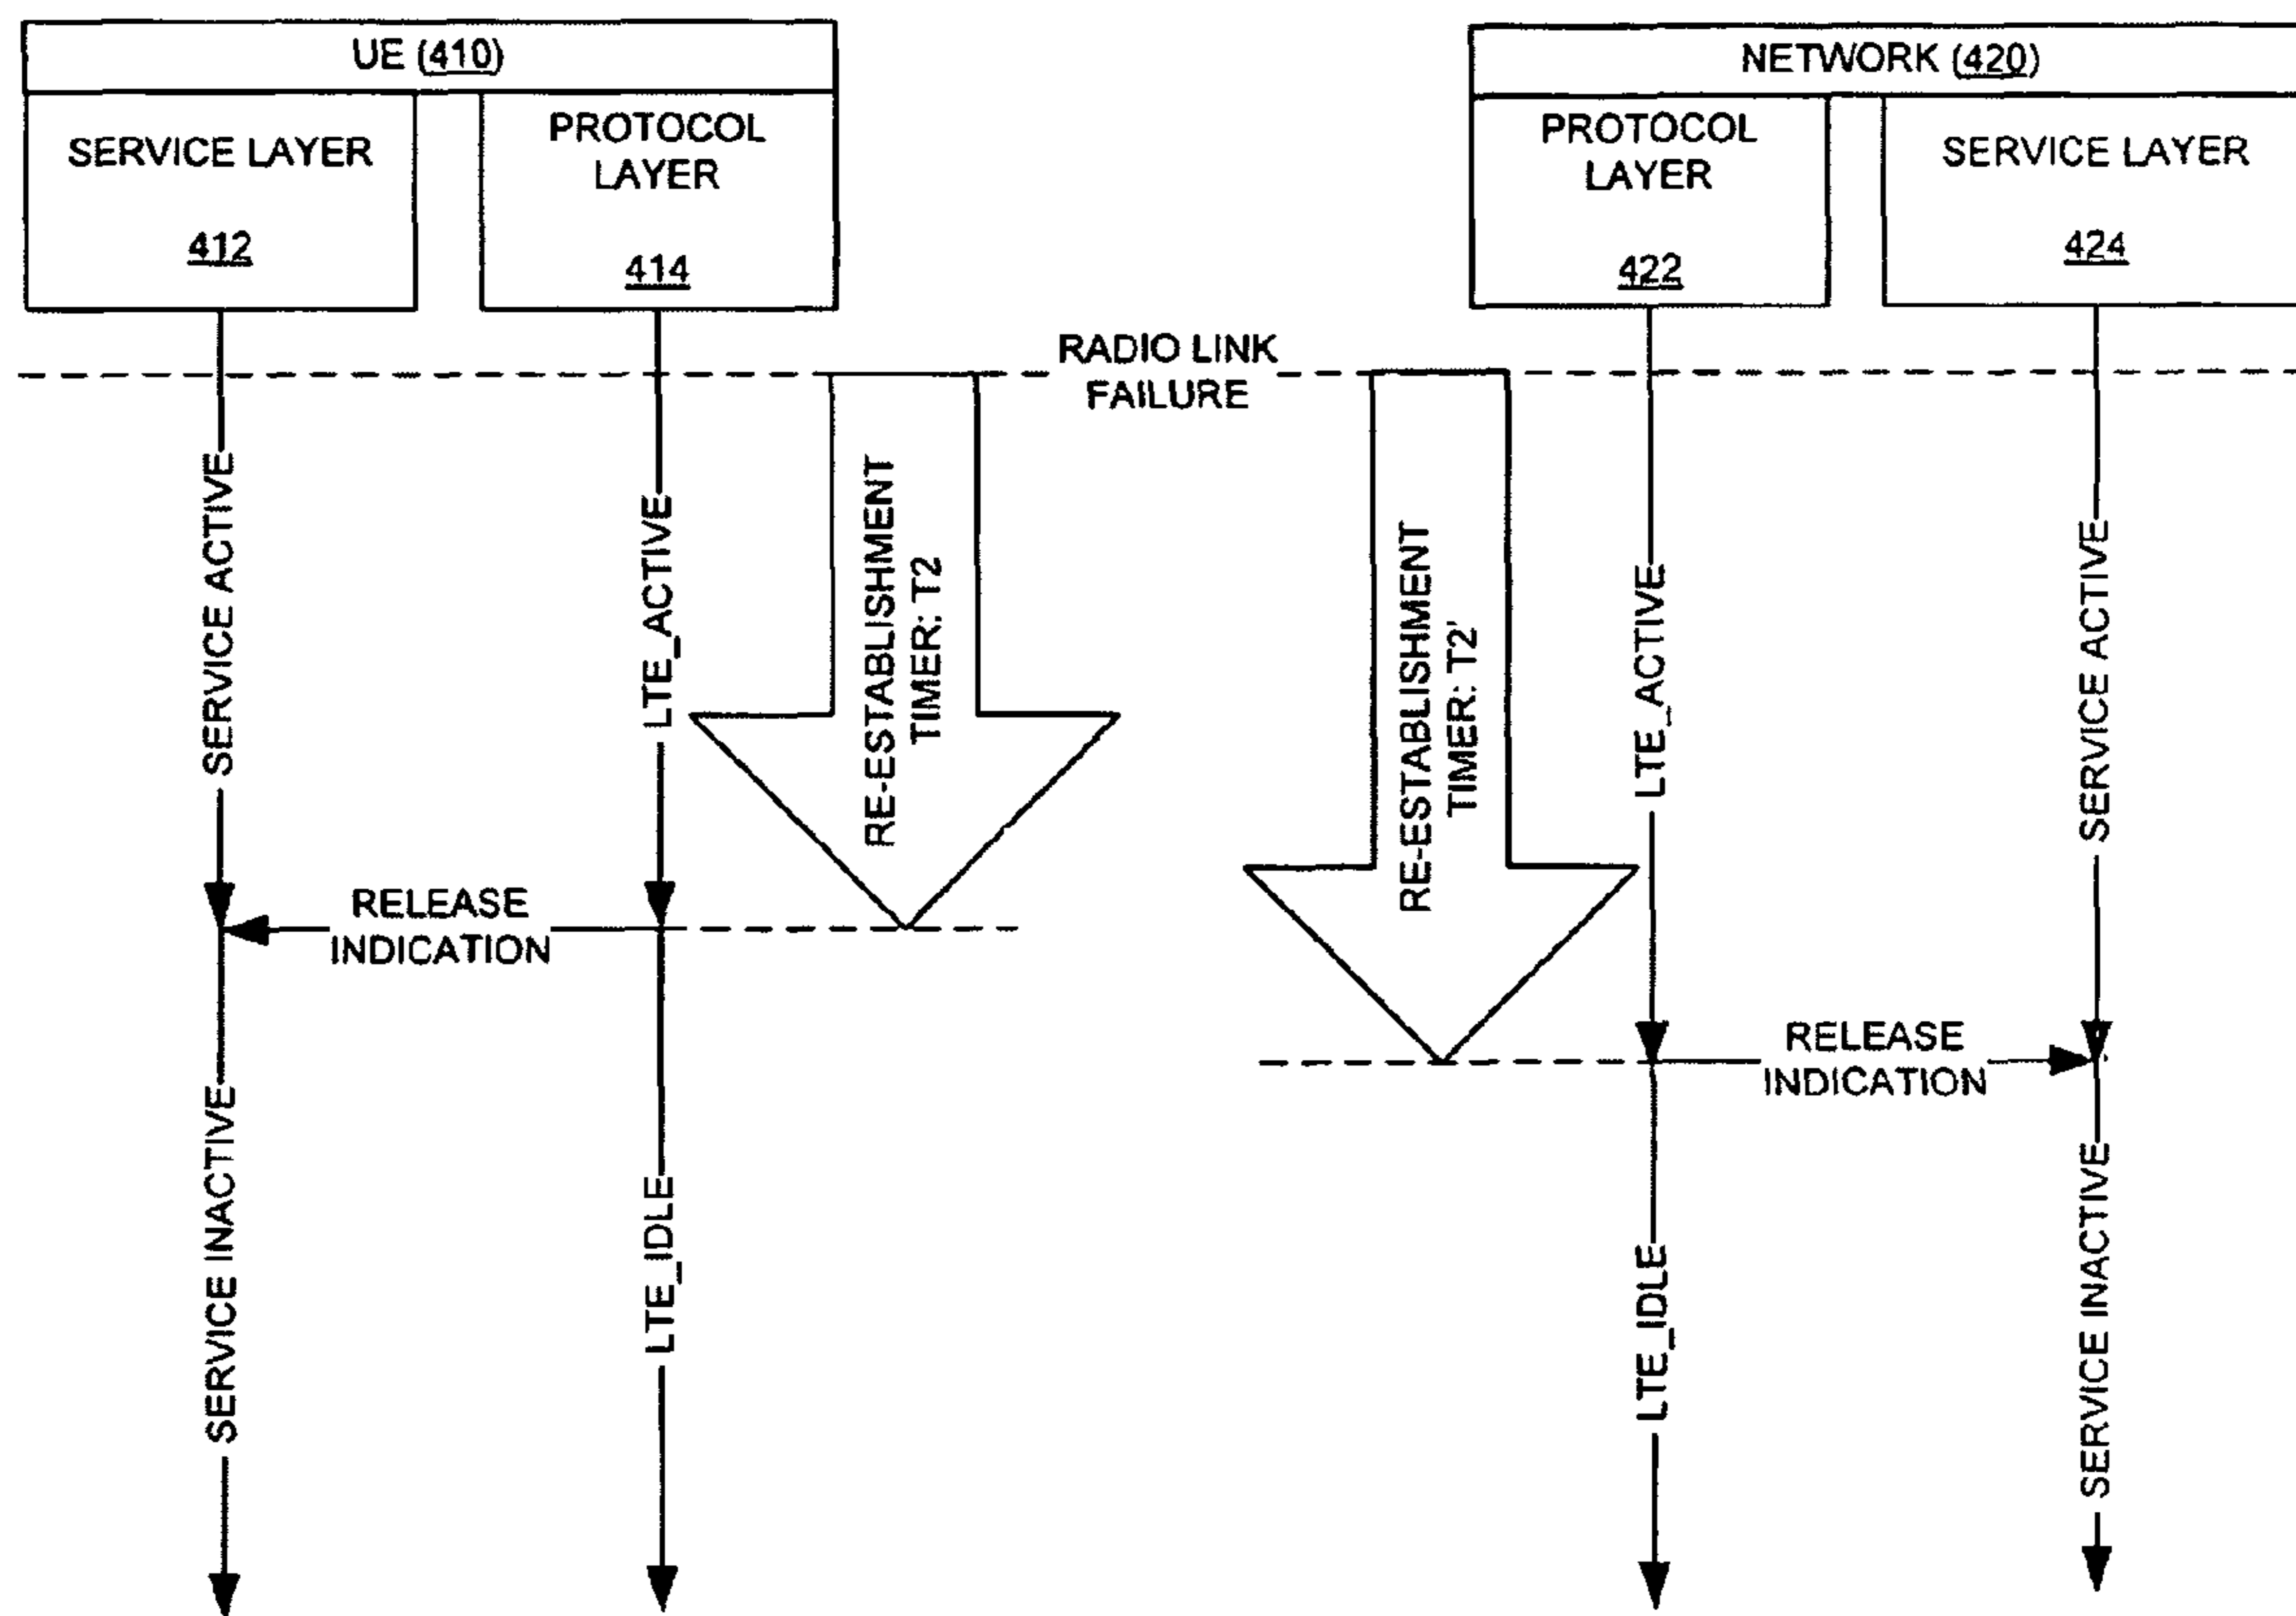 UE (410)
NETWORK (420)
SERVICE LAYER
412
PROTOCOL
LAYER
414
PROTOCOL
LAYER
422
SERVICE LAYER
424
RADIO LINK
FAILURE
SERVICE ACTIVE
LTE_ACTIVE
RE-ESTABLISHMENT
TIMER: T2
RE-ESTABLISHMENT
TIMER: T2'
LTE_ACTIVE
SERVICE ACTIVE
RELEASE
INDICATION
RELEASE
INDICATION
SERVICE INACTIVE
LTE_IDLE
LTE_IDLE
SERVICE INACTIVE